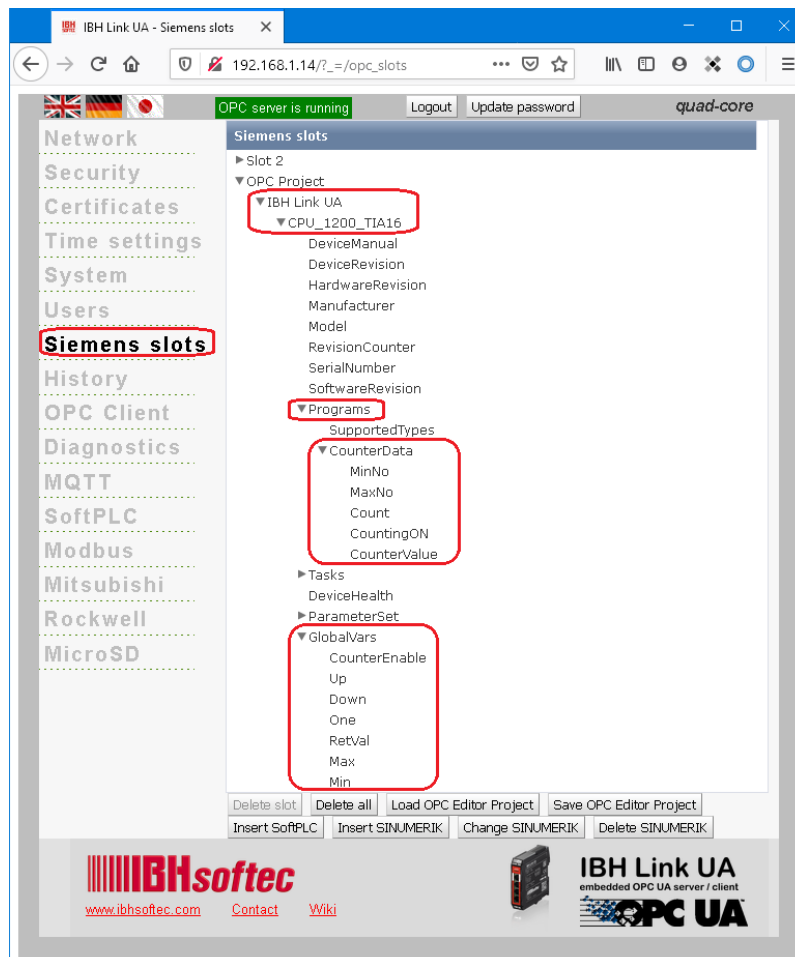 IBH Link UA - Siemens slots
192.168.1.14/?_=/opc_slots
OPC server is running Logout Update password quad-core
Network
Security
Certificates
Time settings
System
Users
Siemens slots
History
OPC Client
Diagnostics
MQTT
SoftPLC
Modbus
Mitsubishi
Rockwell
MicroSD
Siemens slots
Slot 2
OPC Project
IBH Link UA
CPU_1200_TIA16
DeviceManual
DeviceRevision
HardwareRevision
Manufacturer
Model
RevisionCounter
SerialNumber
SoftwareRevision
Programs
SupportedTypes
CounterData
MinNo
MaxNo
Count
CountingON
CounterValue
Tasks
DeviceHealth
ParameterSet
GlobalVars
CounterEnable
Up
Down
One
RetVal
Max
Min
Delete slot Delete all Load OPC Editor Project Save OPC Editor Project
Insert SoftPLC Insert SINUMERIK Change SINUMERIK Delete SINUMERIK
IBHsoftec
www.ibhsoftec.com Contact Wiki
IBH Link UA
embedded OPC UA server / client
OPC UA